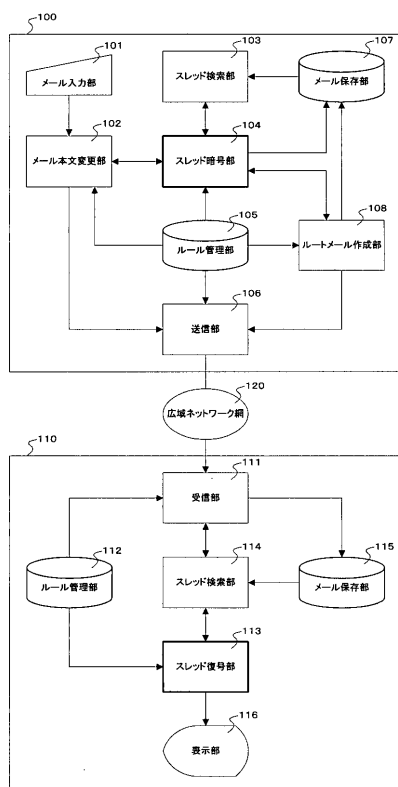 100
101
メール入力部
103
スレッド検索部
107
メール保存部
102
メール本文変更部
104
スレッド暗号部
105
ルール管理部
108
ルートメール作成部
106
送信部
120
広域ネットワーク網
110
111
受信部
112
ルール管理部
114
スレッド検索部
115
メール保存部
113
スレッド復号部
116
表示部